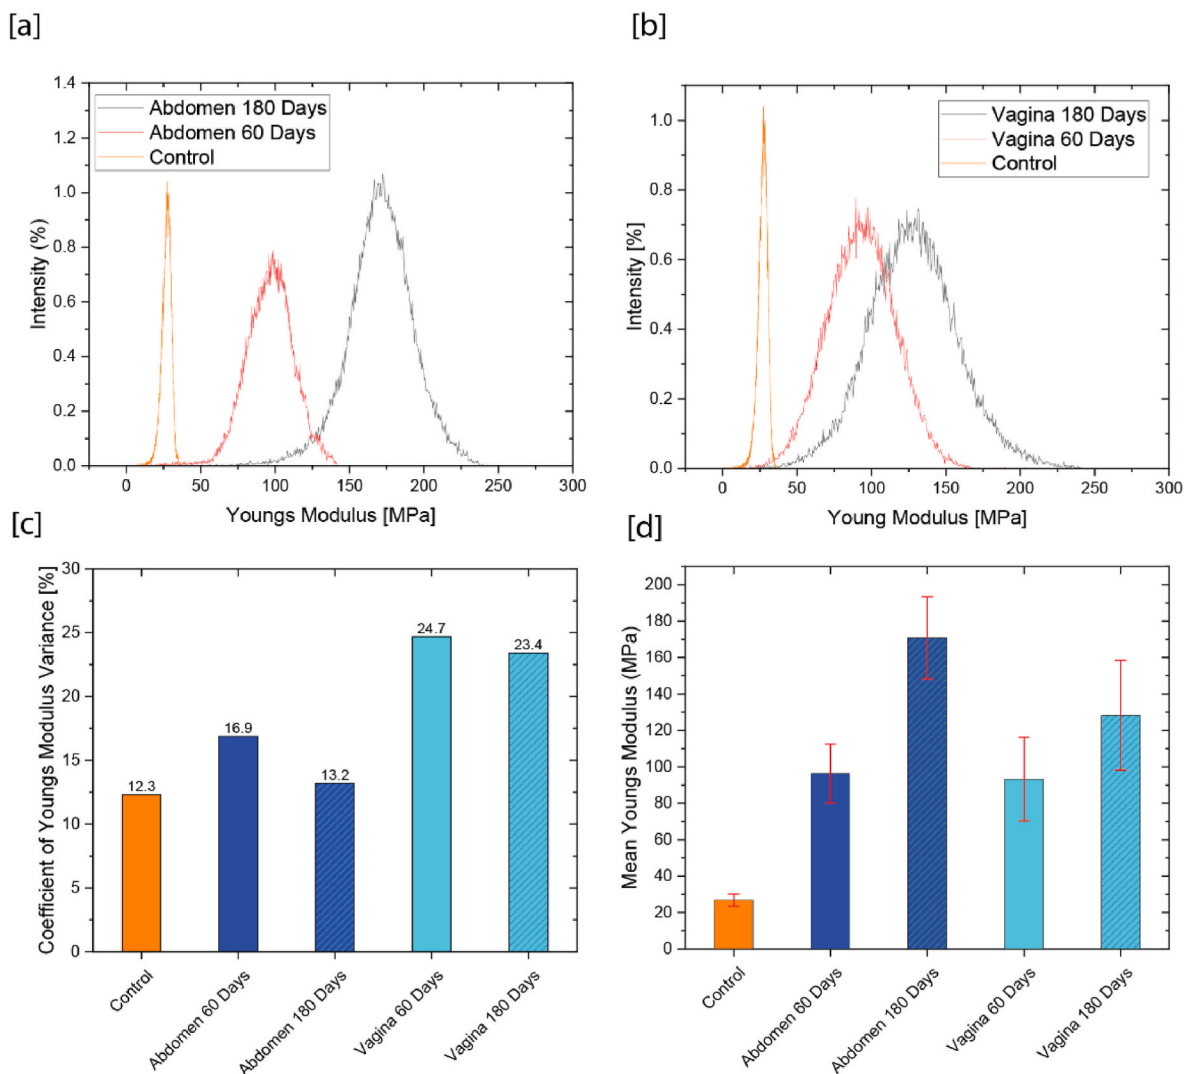 [a]
Intensity (%)
1.4
1.2
1.0
0.8
0.6
0.4
0.2
0.0
Abdomen 180 Days
Abdomen 60 Days
Control
0 50 100 150 200 250 300
Youngs Modulus [MPa]
[b]
Intensity [%]
1.0
0.8
0.6
0.4
0.2
0.0
Vagina 180 Days
Vagina 60 Days
Control
0 50 100 150 200 250 300
Young Modulus [MPa]
[c]
Coefficient of Youngs Modulus Variance [%]
30
25
20
15
10
5
0
12.3
16.9
13.2
24.7
23.4
Control
Abdomen 60 Days
Abdomen 180 Days
Vagina 60 Days
Vagina 180 Days
[d]
Mean Youngs Modulus (MPa)
200
180
160
140
120
100
80
60
40
20
0
Control
Abdomen 60 Days
Abdomen 180 Days
Vagina 60 Days
Vagina 180 Days